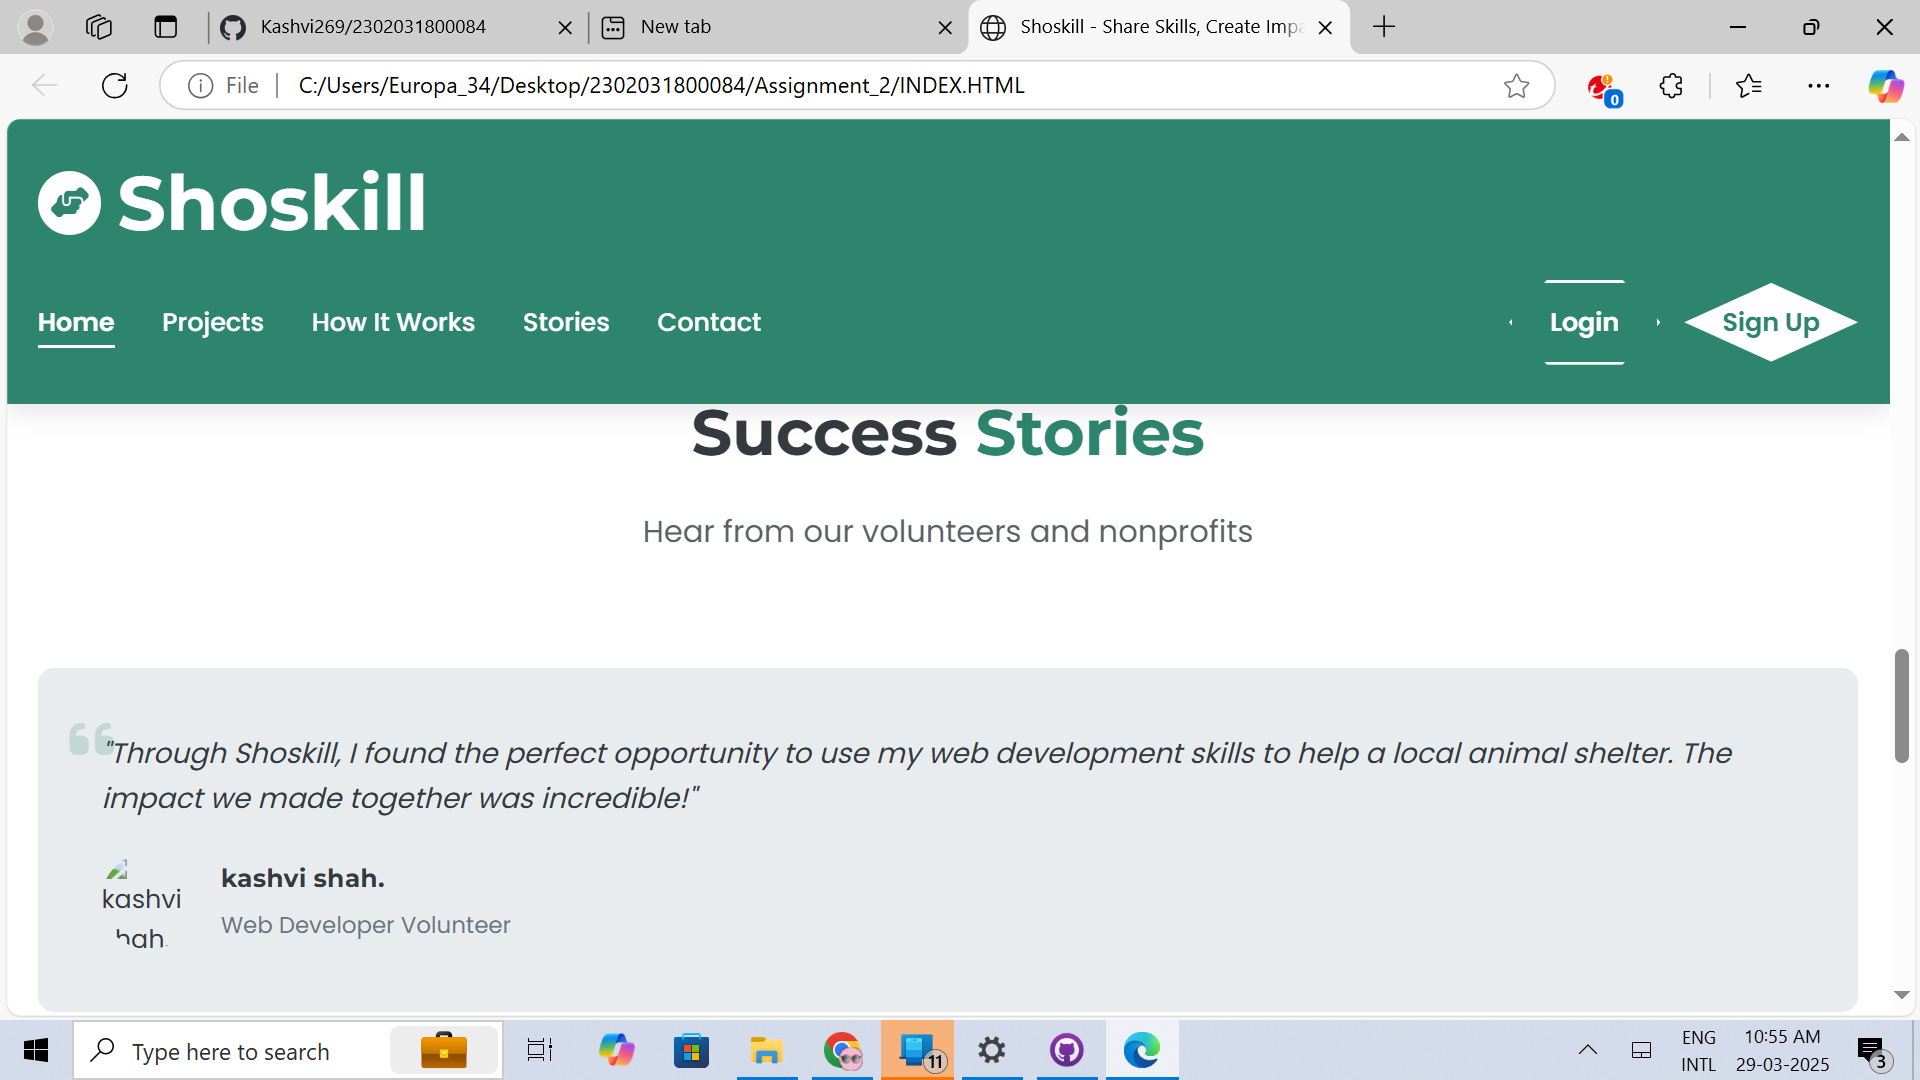 Kashvi269/2302031800084
New tab
Shoskill - Share Skills, Create Imp
File
C:/Users/Europa_34/Desktop/2302031800084/Assignment_2/INDEX.HTML
0
Shoskill
Home Projects How It Works Stories Contact Login Sign Up
Success Stories
Hear from our volunteers and nonprofits
"Through Shoskill, I found the perfect opportunity to use my web development skills to help a local animal shelter. The
impact we made together was incredible!"
kashvi
hah.
kashvi shah.
Web Developer Volunteer
Type here to search
11
ENG
INTL
10:55 AM
29-03-2025
3